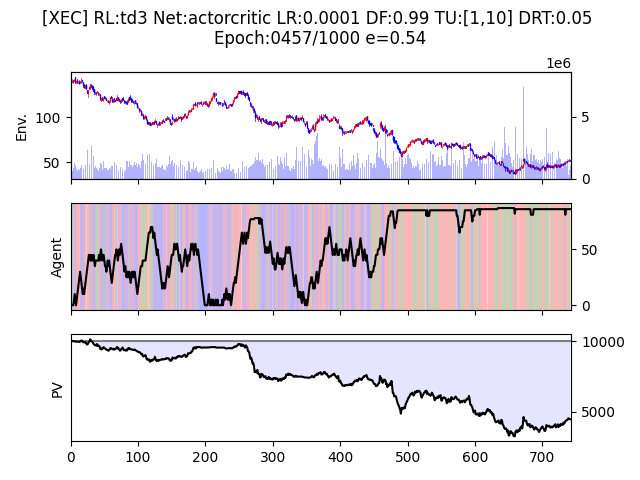 [XEC] RL:td3 Net:actorcritic LR:0.0001 DF:0.99 TU:[1,10] DRT:0.05
Epoch:0457/1000 e=0.54
1e6
Env.
100
50
5
0
Agent
50
0
PV
10000
5000
0 100 200 300 400 500 600 700